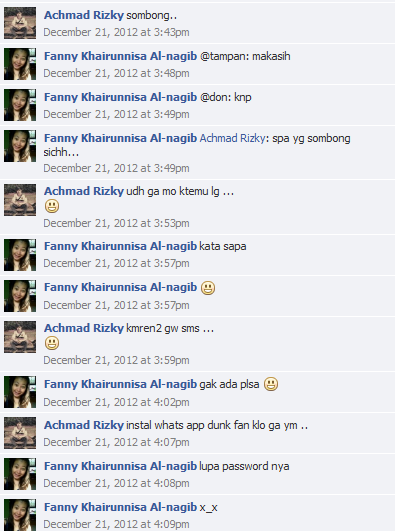 Achmad Rizky sombong..
December 21, 2012 at 3:43pm
Fanny Khairunnisa Al-nagib @tampan: makasih
December 21, 2012 at 3:48pm
Fanny Khairunnisa Al-nagib @don: knp
December 21, 2012 at 3:49pm
Fanny Khairunnisa Al-nagib Achmad Rizky: spa yg sombong
sichh...
December 21, 2012 at 3:49pm
Achmad Rizky udh ga mo ktemu lg ...
December 21, 2012 at 3:53pm
Fanny Khairunnisa Al-nagib kata sapa
December 21, 2012 at 3:57pm
Fanny Khairunnisa Al-nagib
December 21, 2012 at 3:57pm
Achmad Rizky kmren2 gw sms ...
December 21, 2012 at 3:59pm
Fanny Khairunnisa Al-nagib gak ada plsa
December 21, 2012 at 4:02pm
Achmad Rizky instal whats app dunk fan klo ga ym ..
December 21, 2012 at 4:07pm
Fanny Khairunnisa Al-nagib lupa password nya
December 21, 2012 at 4:08pm
Fanny Khairunnisa Al-nagib x_x
December 21, 2012 at 4:09pm